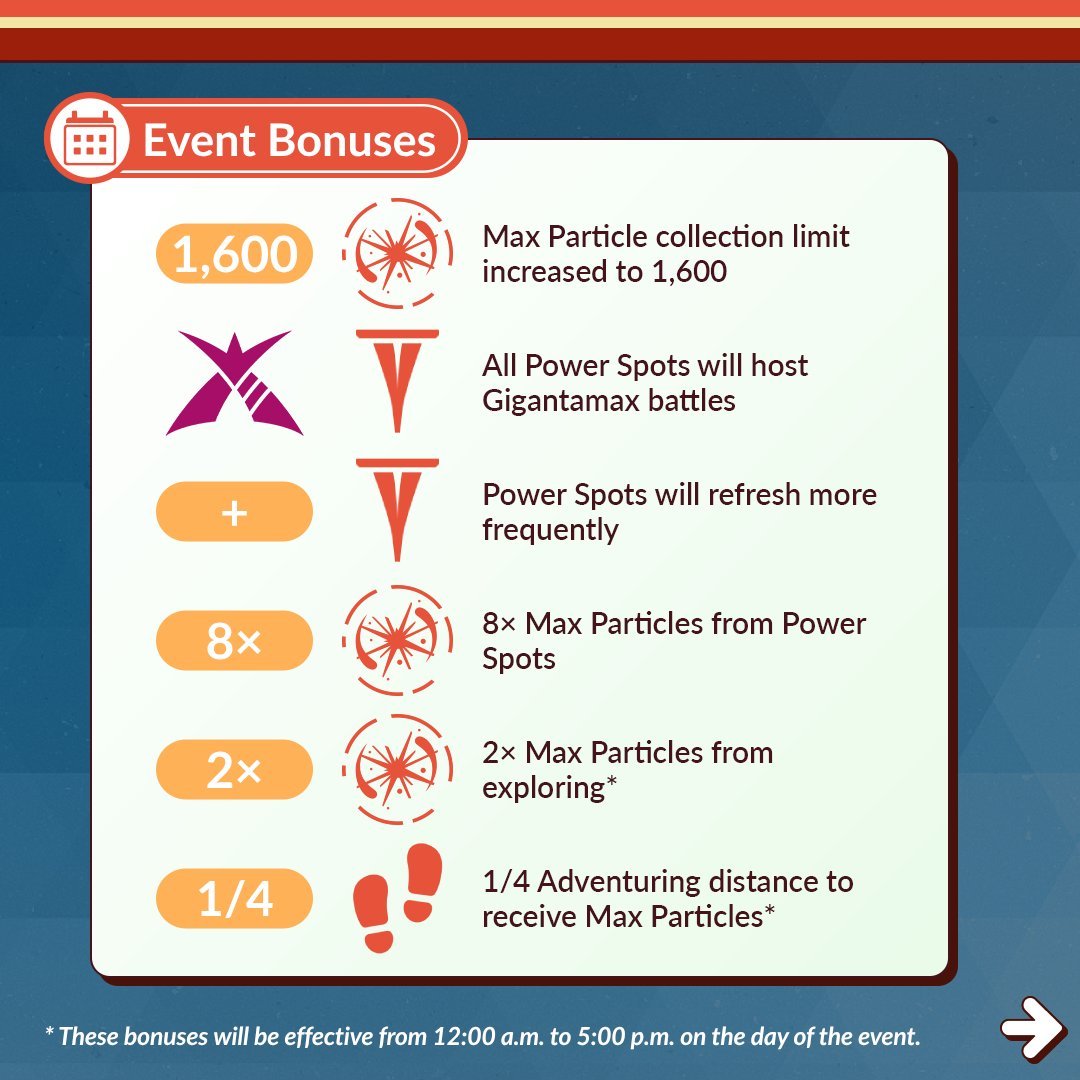 Event Bonuses
1,600
Max Particle collection limit
increased to 1,600
All Power Spots will host
Gigantamax battles
+
Power Spots will refresh more
frequently
8×
8× Max Particles from Power
Spots
2×
2× Max Particles from
exploring*
1/4
1/4 Adventuring distance to
receive Max Particles*
* These bonuses will be effective from 12:00 a.m. to 5:00 p.m. on the day of the event.